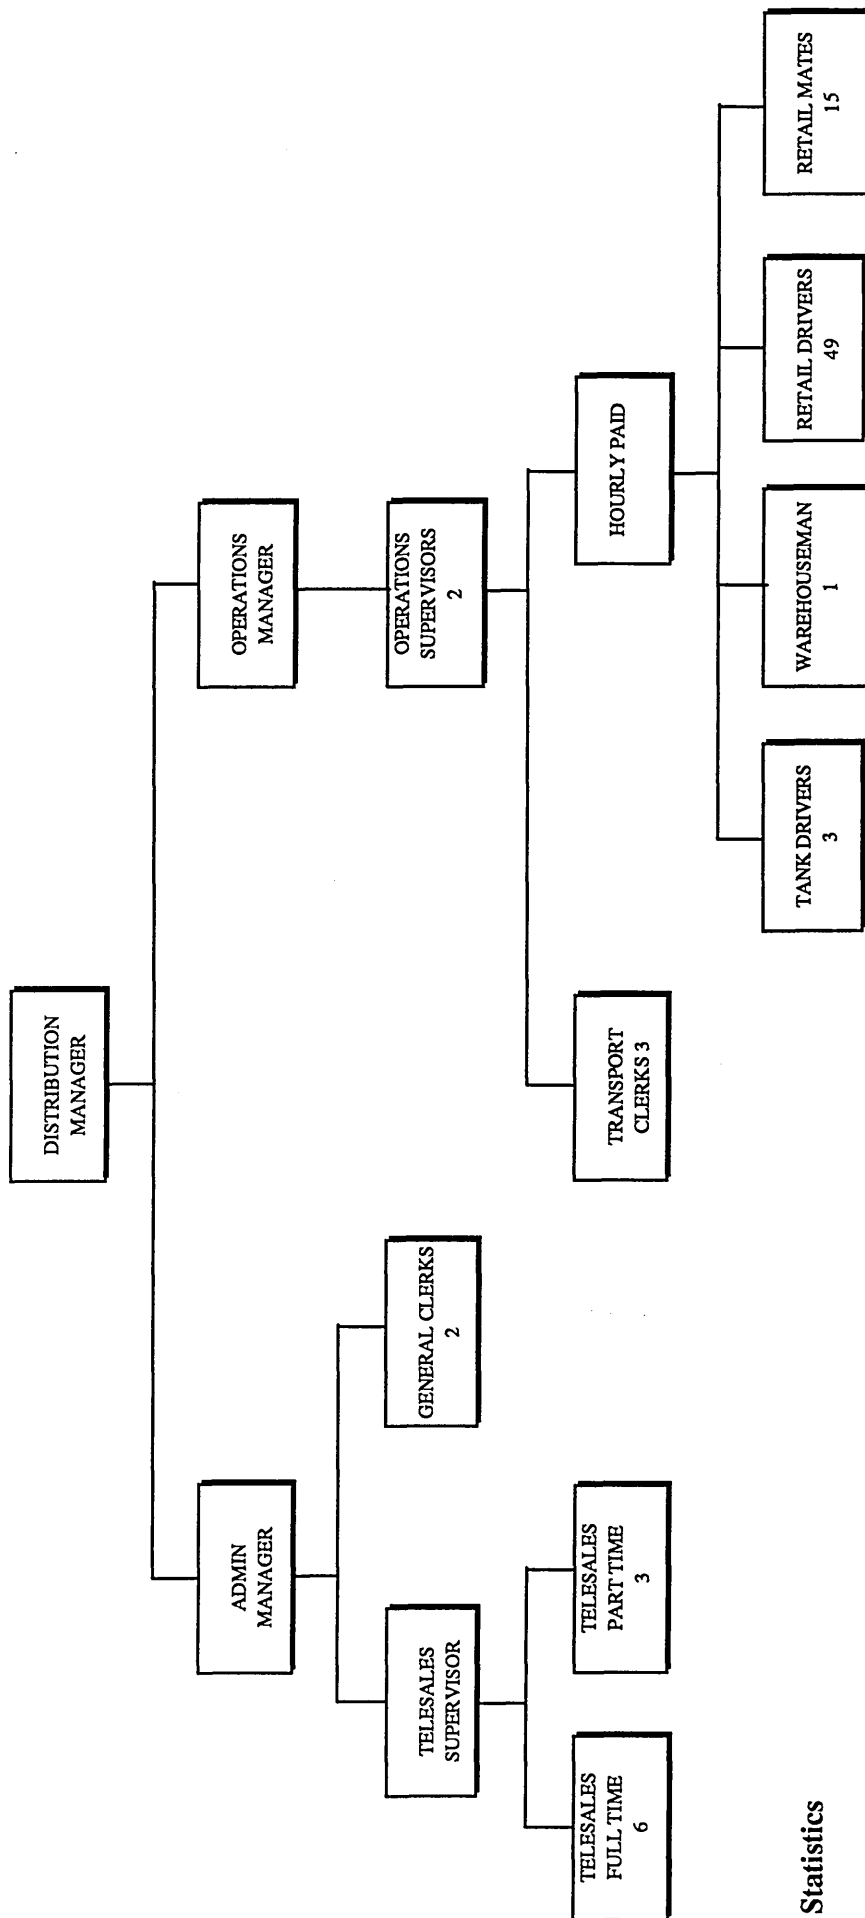 DISTRIBUTION
MANAGER
ADMIN
MANAGER
OPERATIONS
MANAGER
TELESALES
SUPERVISOR
GENERAL CLERKS
2
OPERATIONS
SUPERVISORS
2
TELESALES
FULL TIME
6
TELESALES
PART TIME
3
TRANSPORT
CLERKS 3
HOURLY PAID
TANK DRIVERS
3
WAREHOUSEMAN
1
RETAIL DRIVERS
49
RETAIL MATES
15
Statistics